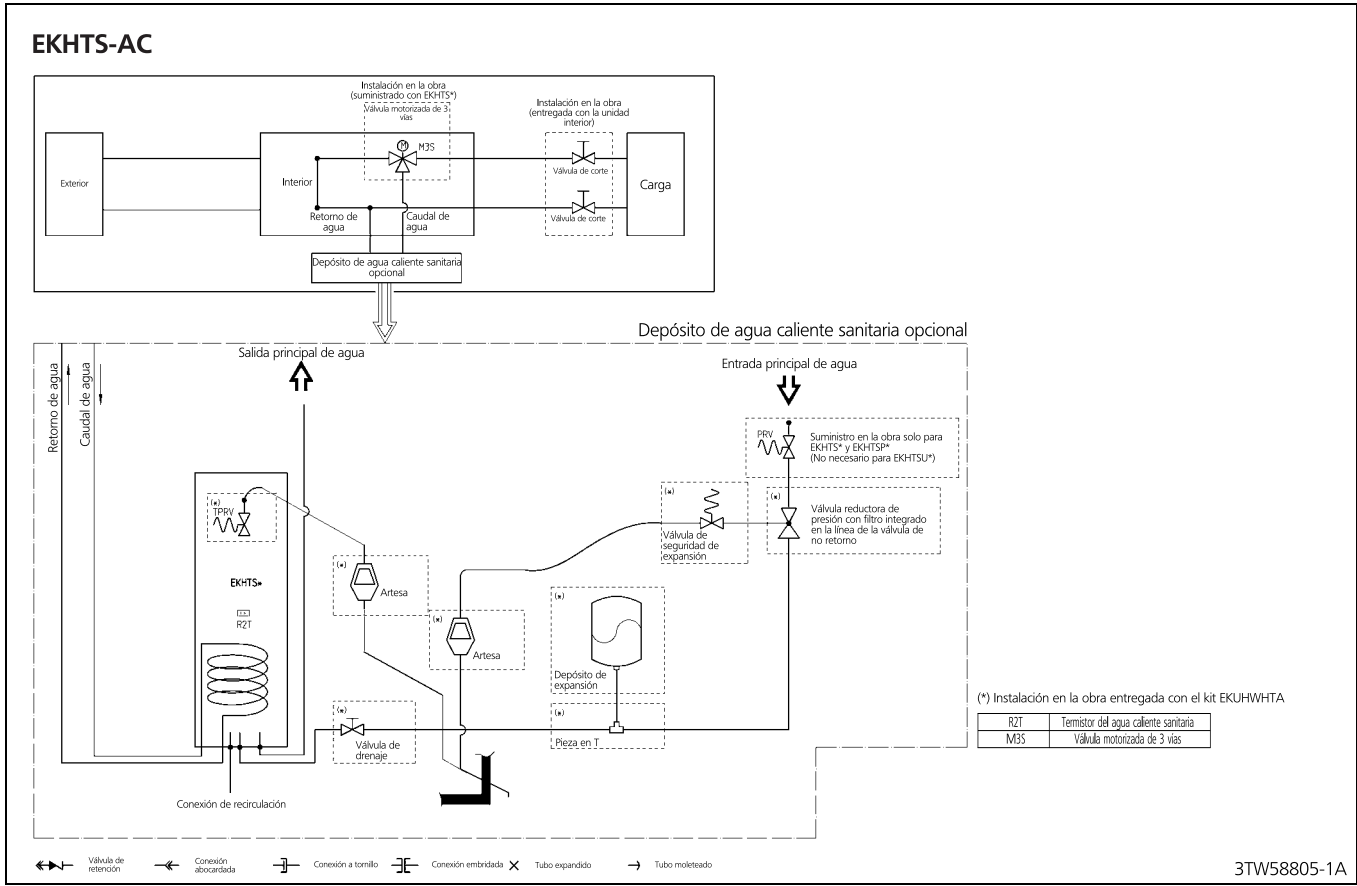 EKHTS-AC
Instalación en la obra
(suministrado con EKHTS*)
Válvula motorizada de 3
vías
M
M3S
Instalación en la obra
(entregada con la unidad
interior)
Válvula de corte
Válvula de corte
Exterior
Interior
Carga
Retorno de
agua
Caudal de
agua
Depósito de agua caliente sanitaria
opcional
Depósito de agua caliente sanitaria opcional
Retorno de agua
Caudal de agua
Salida principal de agua
Entrada principal de agua
PRV
Suministro en la obra solo para
EKHTS* y EKHTSP*
(No necesario para EKHTSU*)
(*)
TPRV
(*)
Válvula de
seguridad de
expansión
(*)
Válvula reductora de
presión con filtro integrado
en la línea de la válvula de
no retorno
EKHTS*
R2T
(*)
Artesa
(*)
Artesa
(*)
Depósito de
expansión
(*)
Pieza en T
(*)
Válvula de
drenaje
Conexión de recirculación
(*) Instalación en la obra entregada con el kit EKUHWHTA
R2T Termistor del agua caliente sanitaria
M3S Válvula motorizada de 3 vias
Válvula de
retención
Conexión
abocardada
Conexión a tornillo
Conexión embridada
Tubo expandido
Tubo moleteado
3TW58805-1A